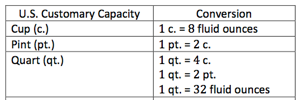 U.S. Customary Capacity Conversion
Cup (c.) 1 c. = 8 fluid ounces
Pint (pt.) 1 pt. = 2 c.
Quart (qt.) 1 qt. = 4 c.
1 qt. = 2 pt.
1 qt. = 32 fluid ounces